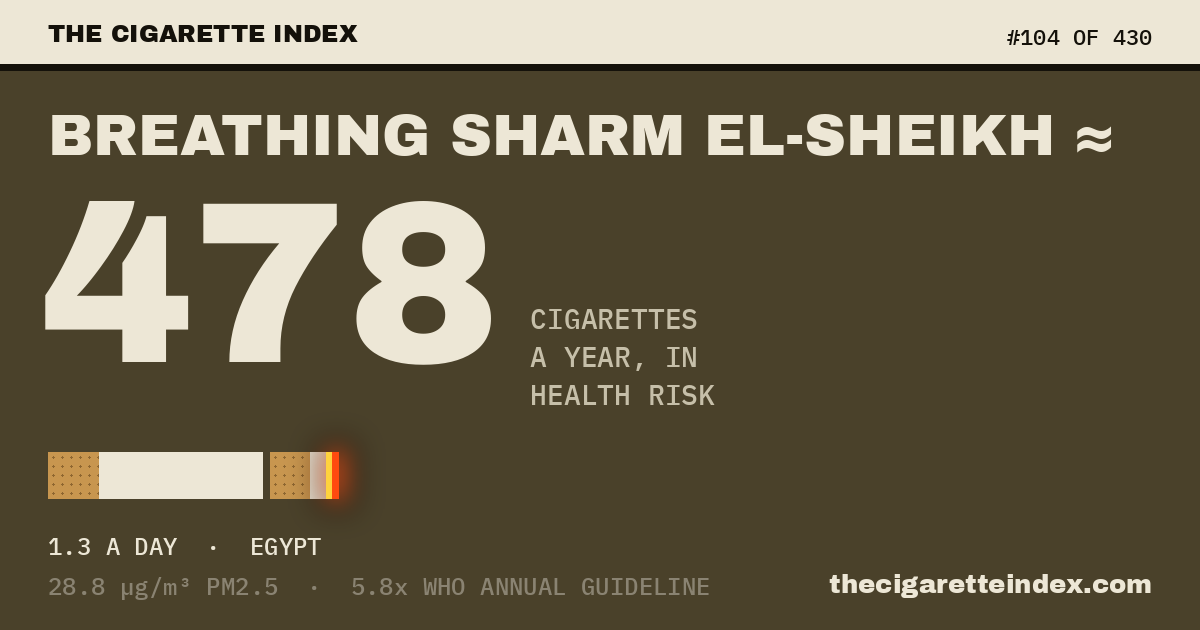 THE CIGARETTE INDEX
#104 OF 430
BREATHING SHARM EL-SHEIKH ≈
478
CIGARETTES
A YEAR, IN
HEALTH RISK
1.3 A DAY · EGYPT
28.8 µg/m³ PM2.5 · 5.8x WHO ANNUAL GUIDELINE
thecigaretteindex.com